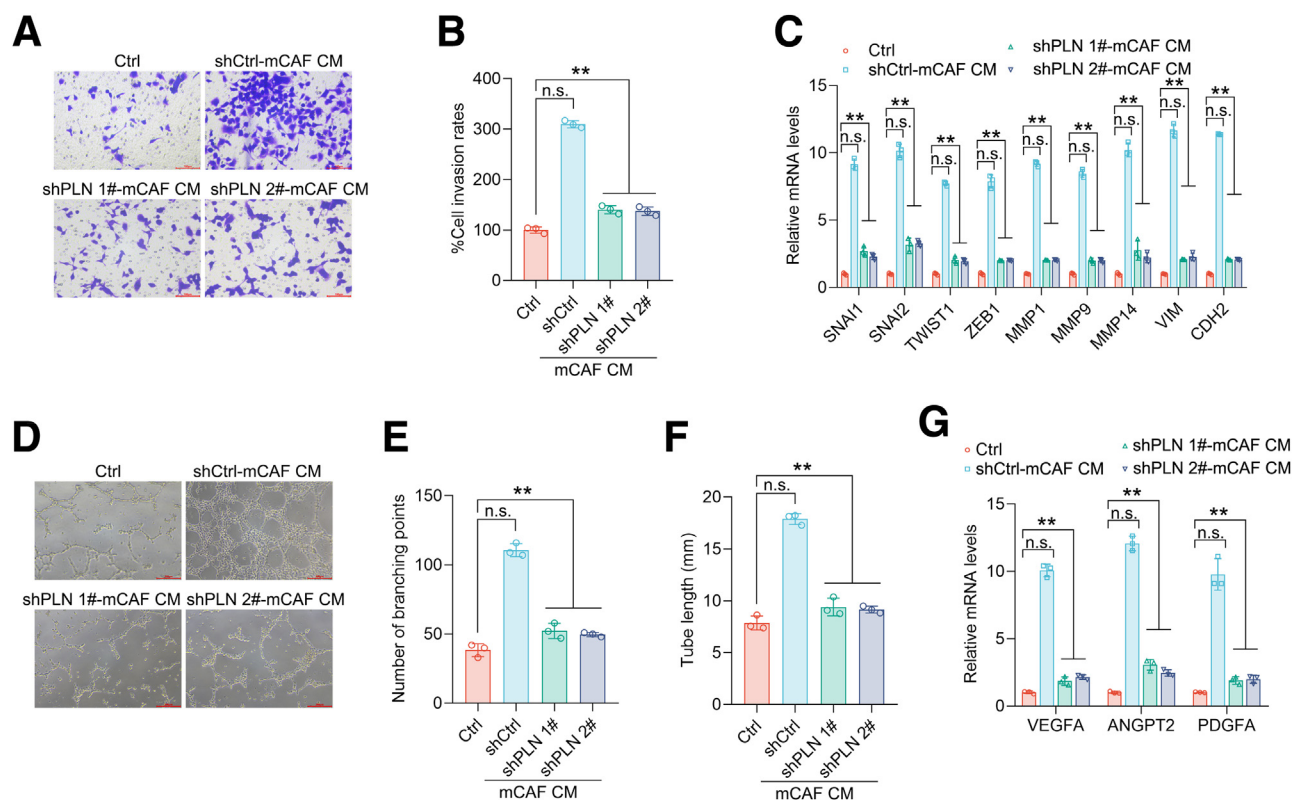 A
Ctrl
shCtrl-mCAF CM
shPLN 1#-mCAF CM
shPLN 2#-mCAF CM
B
%Cell invasion rates
400
300
200
100
0
**
n.s.
Ctrl
shCtrl
shPLN 1#
shPLN 2#
mCAF CM
C
Ctrl
shCtrl-mCAF CM
shPLN 1#-mCAF CM
shPLN 2#-mCAF CM
Relative mRNA levels
15
10
5
0
**
n.s.
**
n.s.
**
n.s.
**
n.s.
**
n.s.
**
n.s.
**
n.s.
**
n.s.
**
n.s.
SNAI1
SNAI2
TWIST1
ZEB1
MMP1
MMP9
MMP14
VIM
CDH2
D
Ctrl
shCtrl-mCAF CM
shPLN 1#-mCAF CM
shPLN 2#-mCAF CM
E
Number of branching points
150
100
50
0
**
n.s.
Ctrl
shCtrl
shPLN 1#
shPLN 2#
mCAF CM
F
Tube length (mm)
20
15
10
5
0
**
n.s.
Ctrl
shCtrl
shPLN 1#
shPLN 2#
mCAF CM
G
Ctrl
shCtrl-mCAF CM
shPLN 1#-mCAF CM
shPLN 2#-mCAF CM
Relative mRNA levels
15
10
5
0
**
n.s.
**
n.s.
**
n.s.
VEGFA
ANGPT2
PDGFA